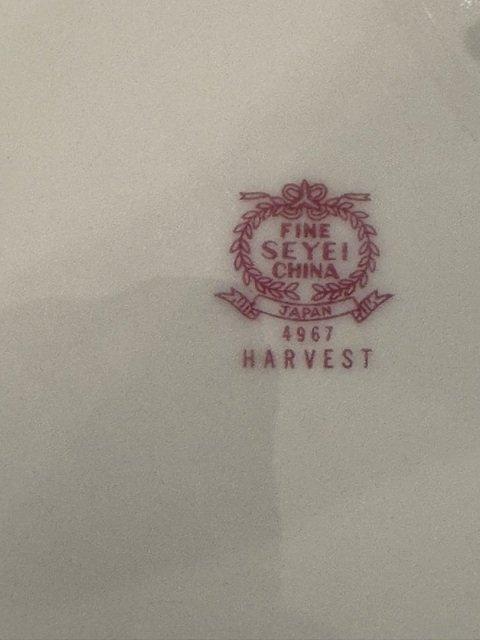 FINE
SEYEI
CHINA
JAPAN
4967
HARVEST